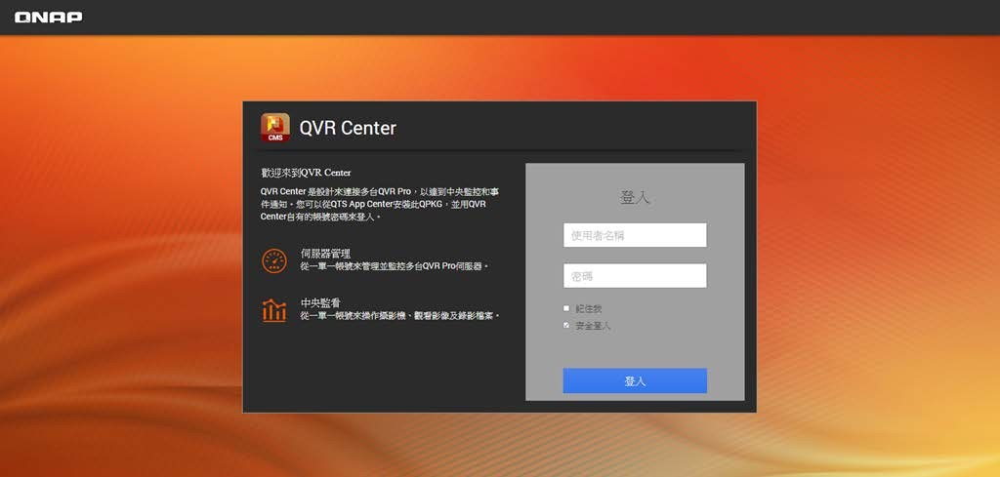 QNAP
CMS
QVR Center
歡迎來到QVR Center
QVR Center 是設計來連接多台QVR Pro，以達到中央監控和事
件通知。您可以從QTS App Center安裝此QPKG，並用QVR
Center自有的帳號密碼來登入。
伺服器管理
從一單一帳號來管理並監控多台QVR Pro伺服器。
中央監看
從一單一帳號來操作攝影機、觀看影像及錄影檔案。
登入
使用者名稱
密碼
記住我
安全登入
登入